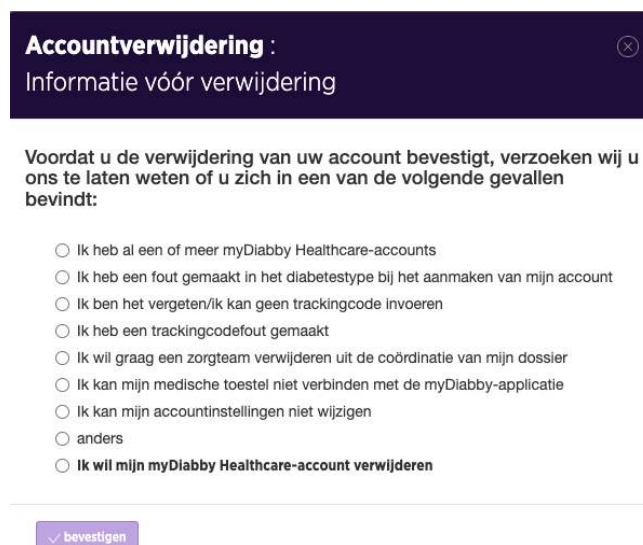 Accountverwijdering :
Informatie vóór verwijdering
Voordat u de verwijdering van uw account bevestigt, verzoeken wij u
ons te laten weten of u zich in een van de volgende gevallen
bevindt:
Ik heb al een of meer myDiabby Healthcare-accounts
Ik heb een fout gemaakt in het diabetestype bij het aanmaken van mijn account
Ik ben het vergeten/ik kan geen trackingcode invoeren
Ik heb een trackingcodefout gemaakt
Ik wil graag een zorgteam verwijderen uit de coördinatie van mijn dossier
Ik kan mijn medische toestel niet verbinden met de myDiabby-applicatie
Ik kan mijn accountinstellingen niet wijzigen
anders
Ik wil mijn myDiabby Healthcare-account verwijderen
bevestigen